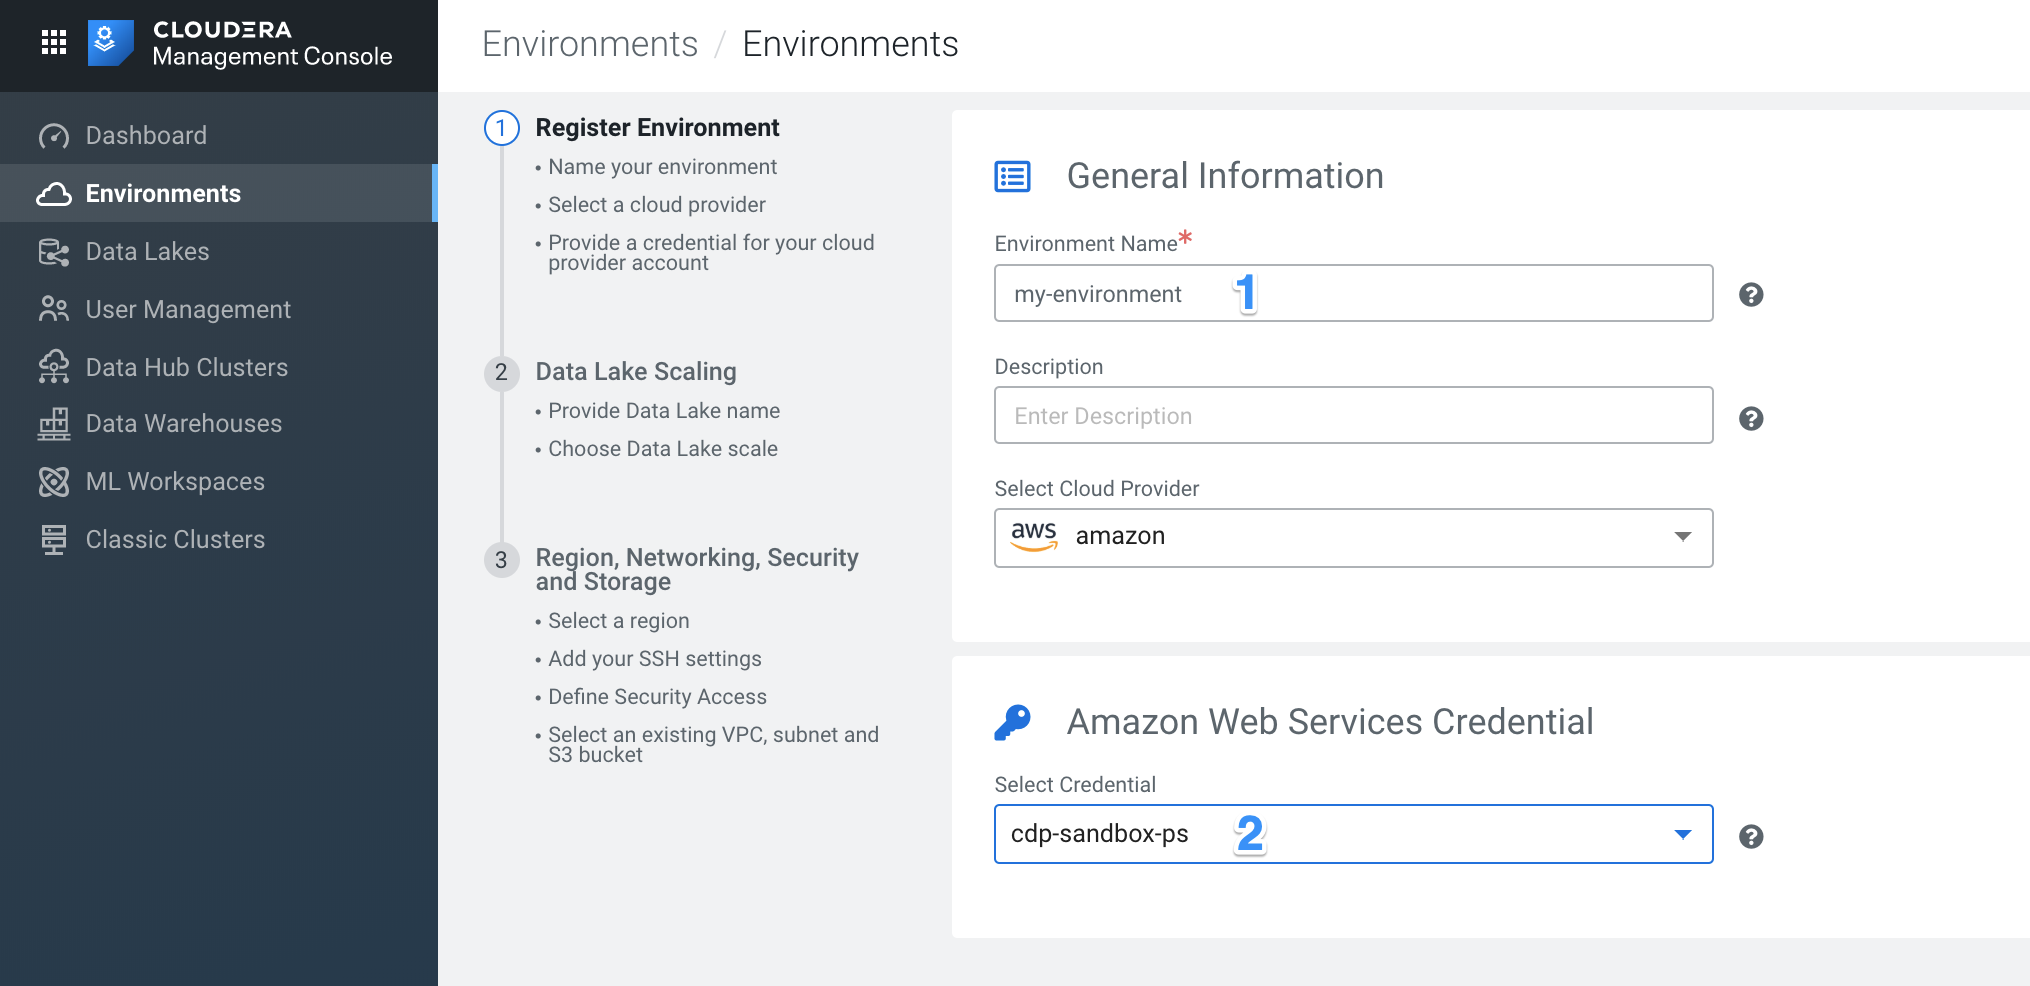 CLOUDERA
Management Console
Dashboard
Environments
Data Lakes
User Management
Data Hub Clusters
Data Warehouses
ML Workspaces
Classic Clusters
Environments / Environments
1 Register Environment
• Name your environment
• Select a cloud provider
• Provide a credential for your cloud
provider account
2 Data Lake Scaling
• Provide Data Lake name
• Choose Data Lake scale
3 Region, Networking, Security
and Storage
• Select a region
• Add your SSH settings
• Define Security Access
• Select an existing VPC, subnet and
S3 bucket
General Information
Environment Name*
my-environment 1 ?
Description
Enter Description ?
Select Cloud Provider
aws amazon
Amazon Web Services Credential
Select Credential
cdp-sandbox-ps 2 ?